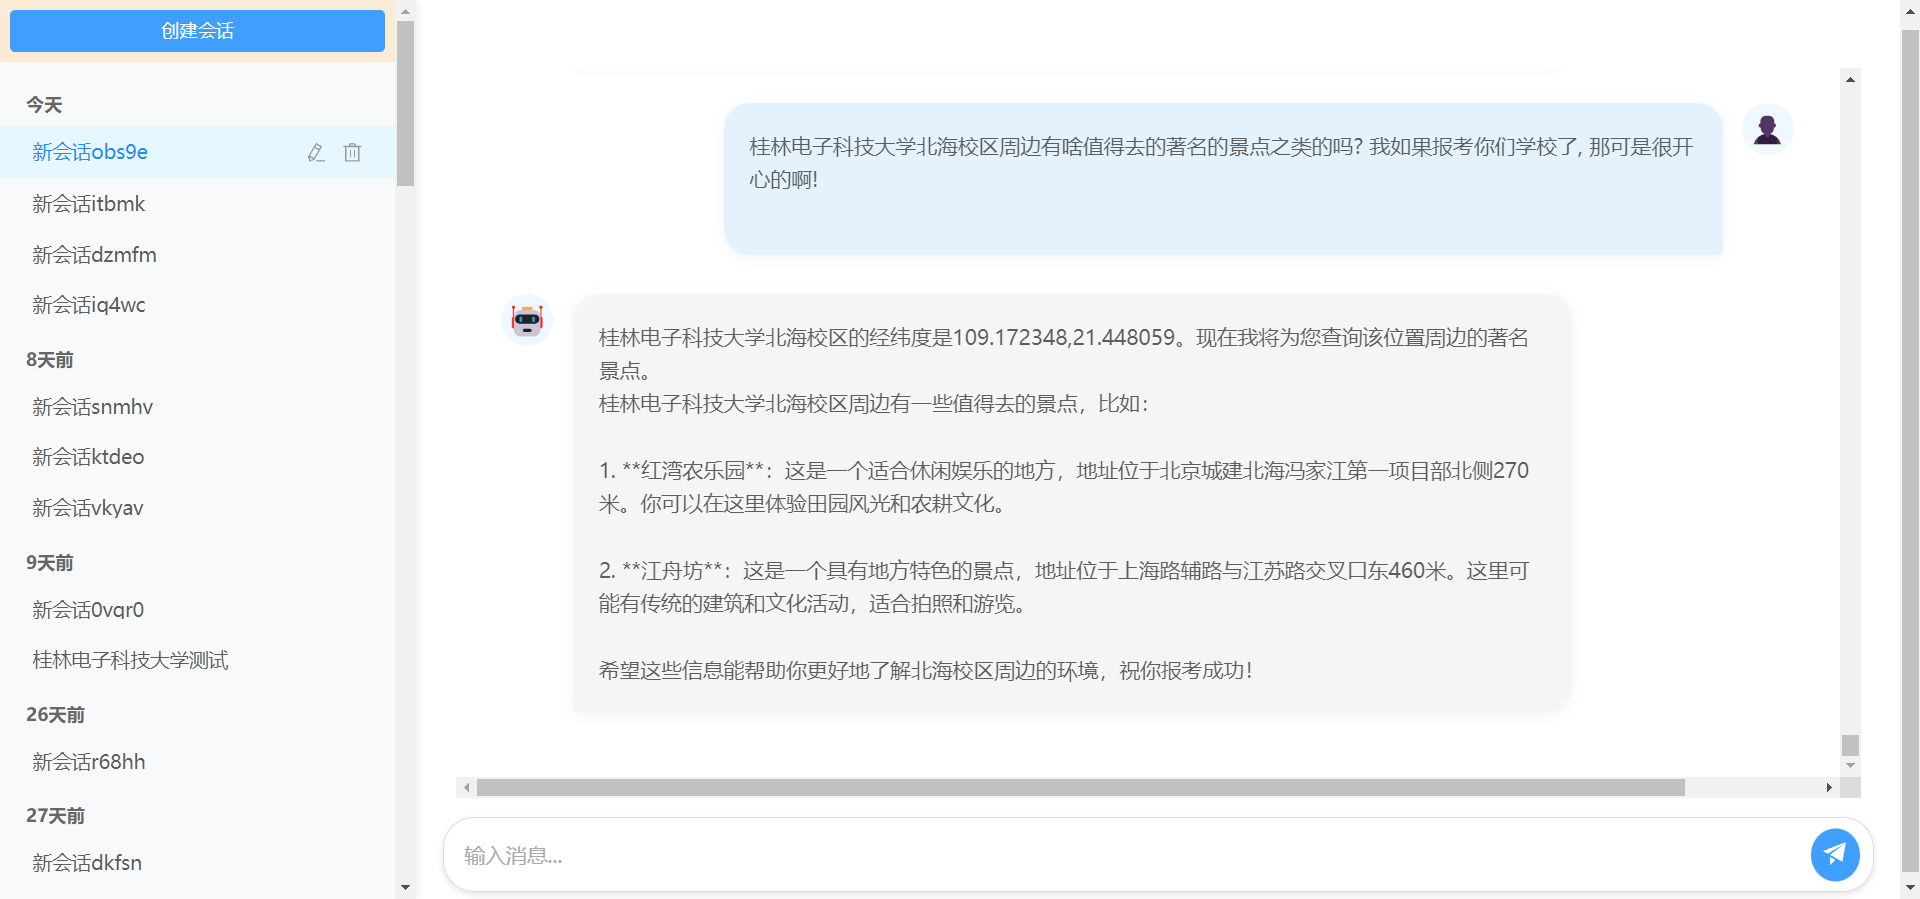 创建会话
今天
新会话obs9e
新会话itbmk
新会话dzmfm
新会话iq4wc
8天前
新会话snmhv
新会话ktdeo
新会话vkyav
9天前
新会话0vqr0
桂林电子科技大学测试
26天前
新会话r68hh
27天前
新会话dkfsn
桂林电子科技大学北海校区周边有啥值得去的著名的景点之类的吗? 我如果报考你们学校了, 那可是很开
心的啊!
桂林电子科技大学北海校区的经纬度是109.172348,21.448059。现在我将为您查询该位置周边的著名
景点。
桂林电子科技大学北海校区周边有一些值得去的景点，比如：
1. **红湾农乐园**：这是一个适合休闲娱乐的地方，地址位于北京城建北海冯家江第一项目部北侧270
米。你可以在这里体验田园风光和农耕文化。
2. **江舟坊**：这是一个具有地方特色的景点，地址位于上海路辅路与江苏路交叉口东460米。这里可
能有传统的建筑和文化活动，适合拍照和游览。
希望这些信息能帮助你更好地了解北海校区周边的环境，祝你报考成功！
输入消息...